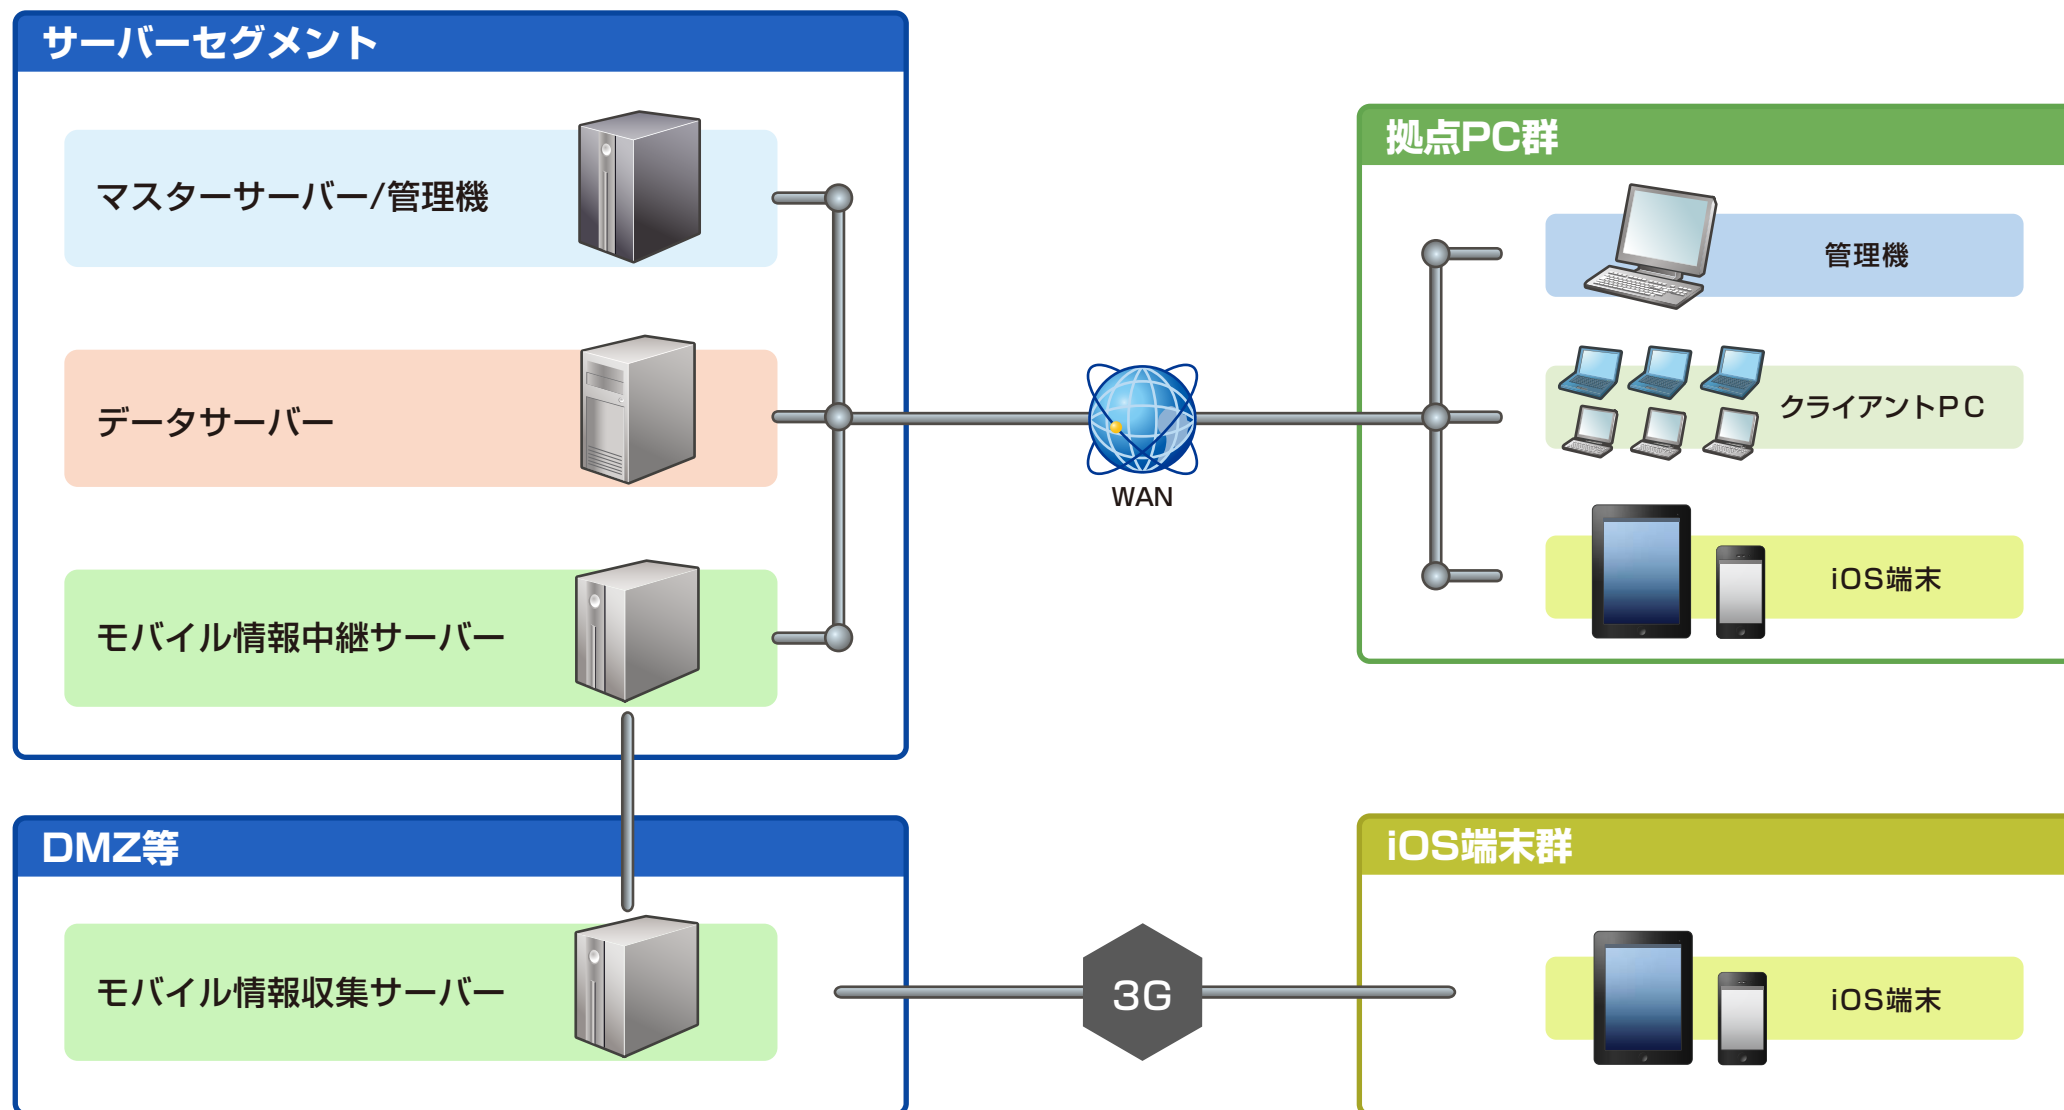 サーバーセグメント
マスターサーバー/管理機
データサーバー
モバイル情報中継サーバー
WAN
拠点PC群
管理機
クライアントPC
iOS端末
DMZ等
モバイル情報収集サーバー
3G
iOS端末群
iOS端末